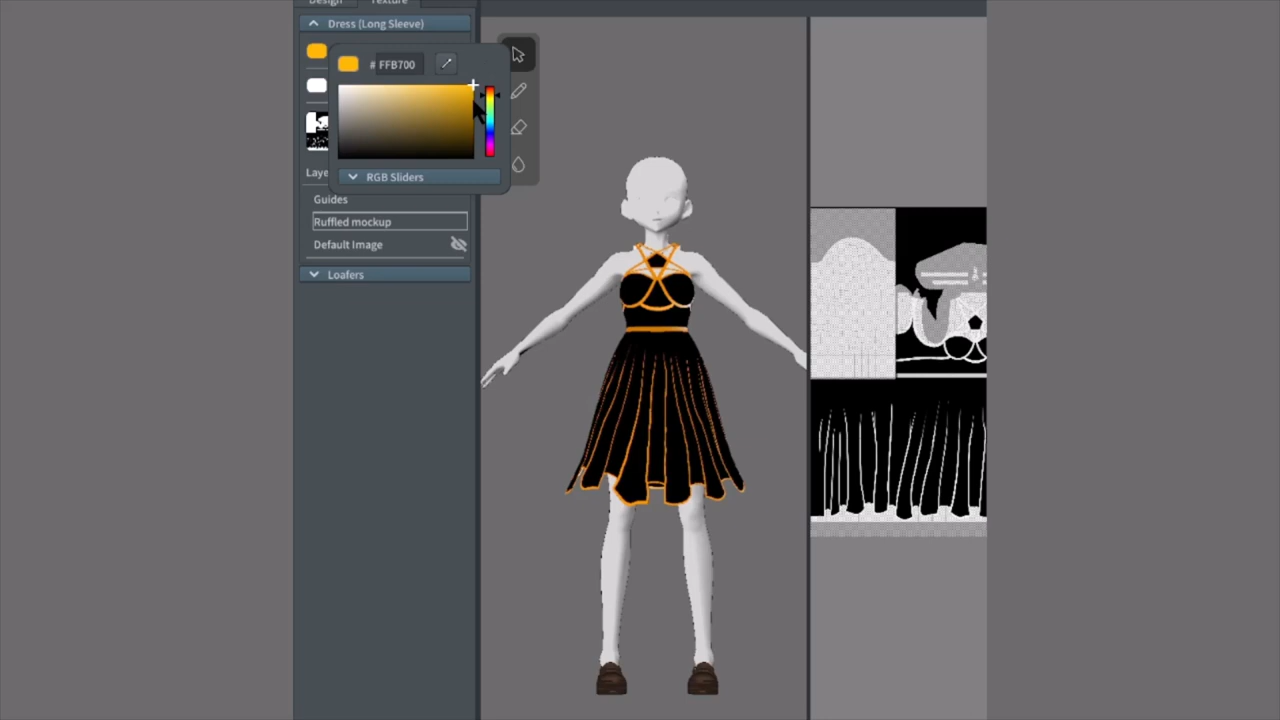 Design Texture
Dress (Long Sleeve)
# FFB700
RGB Sliders
Guides
Ruffled mockup
Default Image
Loafers